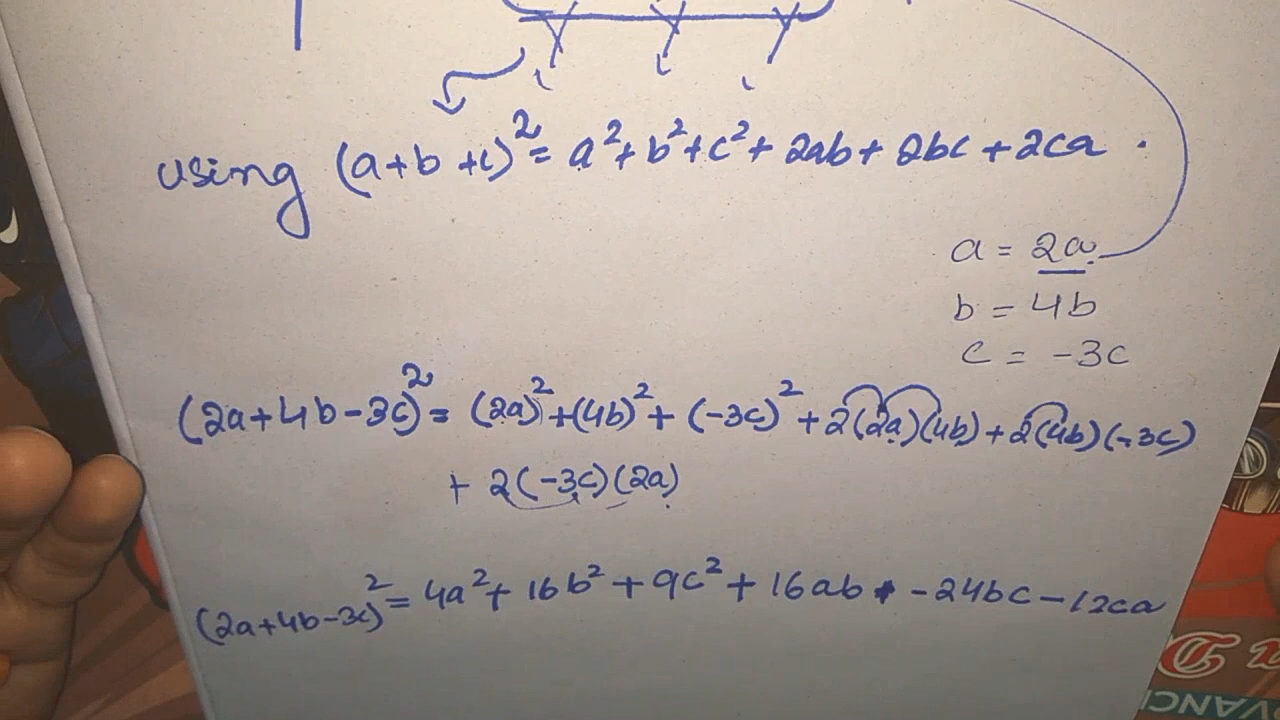 using (a+b+c)² = a²+b²+c²+2ab+2bc+2ca.
a = 2a
b = 4b
c = -3c
(2a+4b-3c)² = (2a)²+(4b)²+(-3c)²+2(2a)(4b)+2(4b)(-3c)
+ 2(-3c)(2a)
(2a+4b-3c)² = 4a²+16b²+9c²+16ab -24bc-12ca